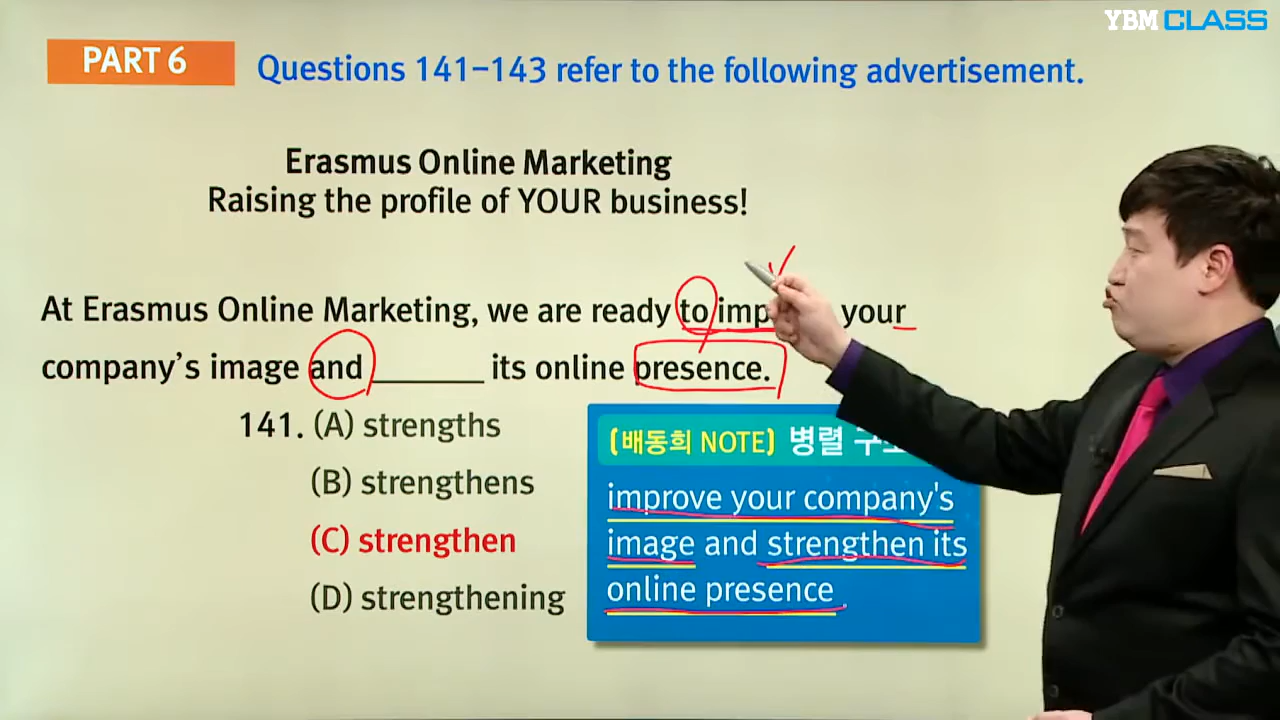 YBM CLASS
PART 6
Questions 141–143 refer to the following advertisement.
Erasmus Online Marketing
Raising the profile of YOUR business!
At Erasmus Online Marketing, we are ready to your
company's image and ______ its online presence.
141. (A) strengths
(B) strengthens
(C) strengthen
(D) strengthening
[배동희 NOTE] 병렬
improve your company's
image and strengthen its
online presence